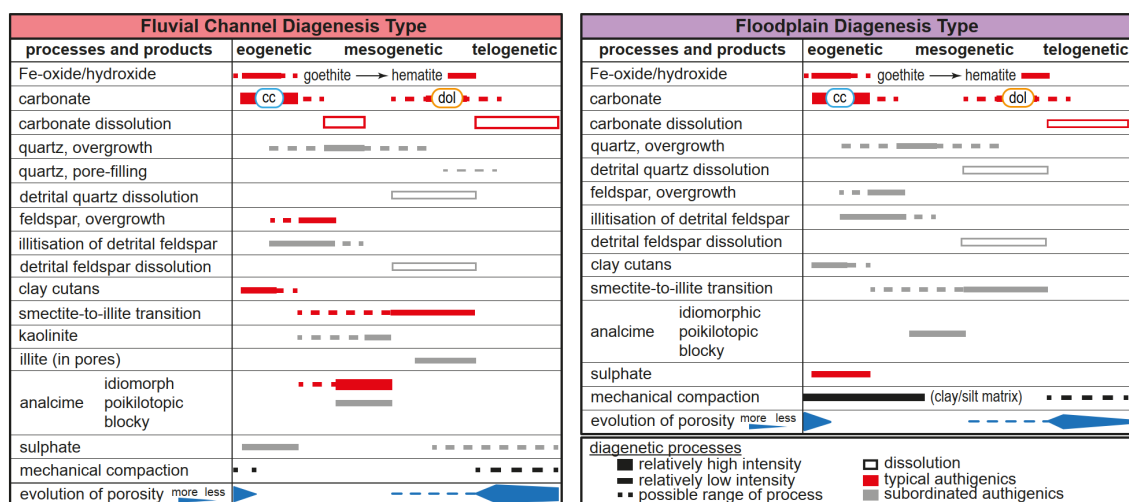 Fluvial Channel Diagenesis Type
processes and products eogenetic mesogenetic telogenetic
Fe-oxide/hydroxide goethite hematite
carbonate cc dol
carbonate dissolution
quartz, overgrowth
quartz, pore-filling
detrital quartz dissolution
feldspar, overgrowth
illitisation of detrital feldspar
detrital feldspar dissolution
clay cutans
smectite-to-illite transition
kaolinite
illite (in pores)
idiomorph
analcime poikilotopic
blocky
sulphate
mechanical compaction
evolution of porosity more less
Floodplain Diagenesis Type
processes and products eogenetic mesogenetic telogenetic
Fe-oxide/hydroxide goethite hematite
carbonate cc dol
carbonate dissolution
quartz, overgrowth
detrital quartz dissolution
feldspar, overgrowth
illitisation of detrital feldspar
detrital feldspar dissolution
clay cutans
smectite-to-illite transition
idiomorphic
analcime poikilotopic
blocky
sulphate
mechanical compaction (clay/silt matrix)
evolution of porosity more less
diagenetic processes
relatively high intensity dissolution
relatively low intensity typical authigenics
possible range of process subordinated authigenics